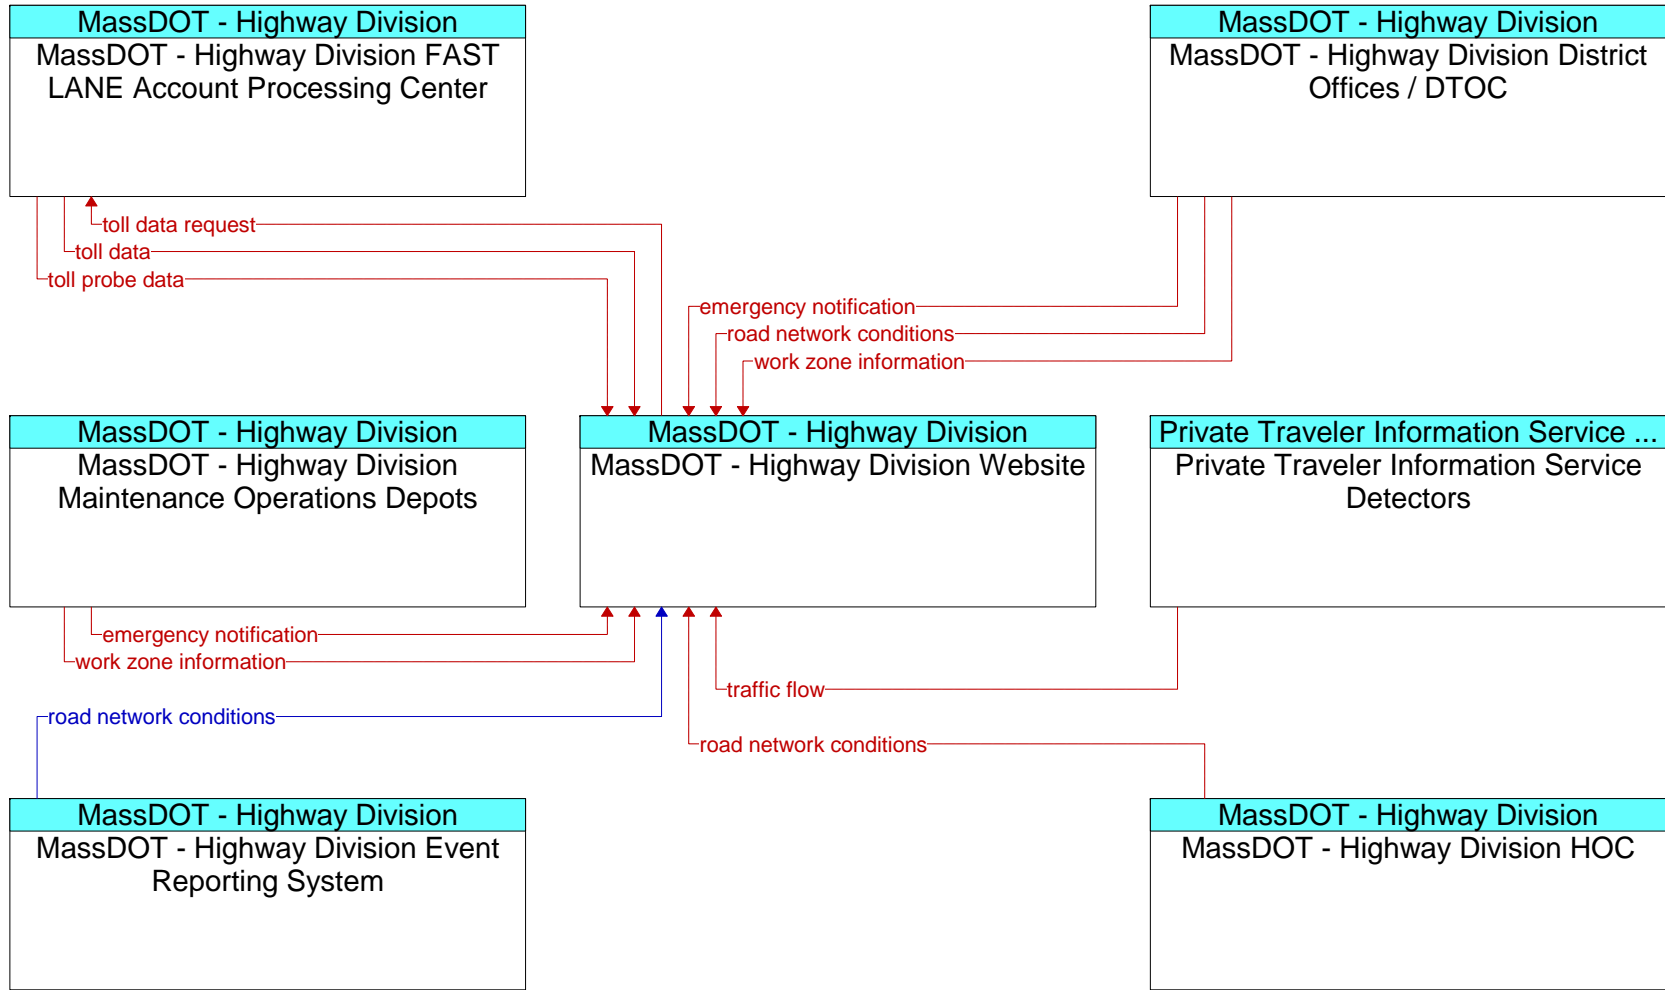 MassDOT - Highway Division
MassDOT - Highway Division FAST
LANE Account Processing Center
MassDOT - Highway Division
MassDOT - Highway Division District
Offices / DTOC
toll data request
toll data
toll probe data
emergency notification
road network conditions
work zone information
MassDOT - Highway Division
MassDOT - Highway Division
Maintenance Operations Depots
MassDOT - Highway Division
MassDOT - Highway Division Website
Private Traveler Information Service ...
Private Traveler Information Service
Detectors
emergency notification
work zone information
traffic flow
road network conditions
road network conditions
MassDOT - Highway Division
MassDOT - Highway Division Event
Reporting System
MassDOT - Highway Division
MassDOT - Highway Division HOC